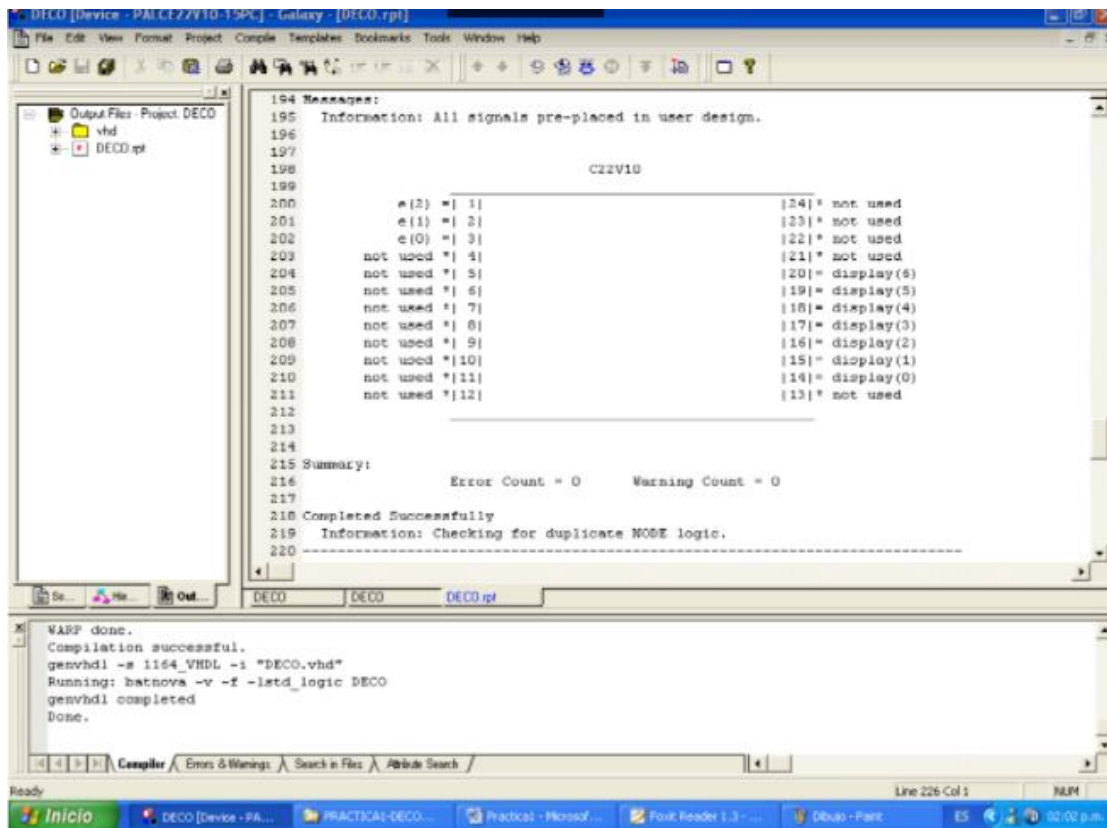 DECO [Device - PALCE22V10-15PC] - Galaxy - [DECO.rpt]
File Edit View Format Project Compile Templates Bookmarks Tools Window Help
Output Files - Project: DECO
vhd
DECO.rpt
194 Messages:
195 Information: All signals pre-placed in user design.
196
197
198 C22V10
199
200 e(2) =| 1| |24|* not used
201 e(1) =| 2| |23|* not used
202 e(0) =| 3| |22|* not used
203 not used *| 4| |21|* not used
204 not used *| 5| |20|= display(6)
205 not used *| 6| |19|= display(5)
206 not used *| 7| |18|= display(4)
207 not used *| 8| |17|= display(3)
208 not used *| 9| |16|= display(2)
209 not used *|10| |15|= display(1)
210 not used *|11| |14|= display(0)
211 not used *|12| |13|* not used
212
213
214
215 Summary:
216 Error Count = 0 Warning Count = 0
217
218 Completed Successfully
219 Information: Checking for duplicate NODE logic.
220 ----------------------------------------------------------------------------
Se... Hie... Out...
DECO DECO DECO.rpt
WARP done.
Compilation successful.
genvhdl -s 1164_VHDL -i "DECO.vhd"
Running: batnova -v -f -lstd_logic DECO
genvhdl completed
Done.
Compiler Errors & Warnings Search in Files Attribute Search
Ready Line 226 Col 1 NUM
Inicio DECO [Device - PA... PRACTICA1-DECO... Practica1 - Microsof... Foxit Reader 1.3 - ... Dibujo - Paint ES 02:02 p.m.